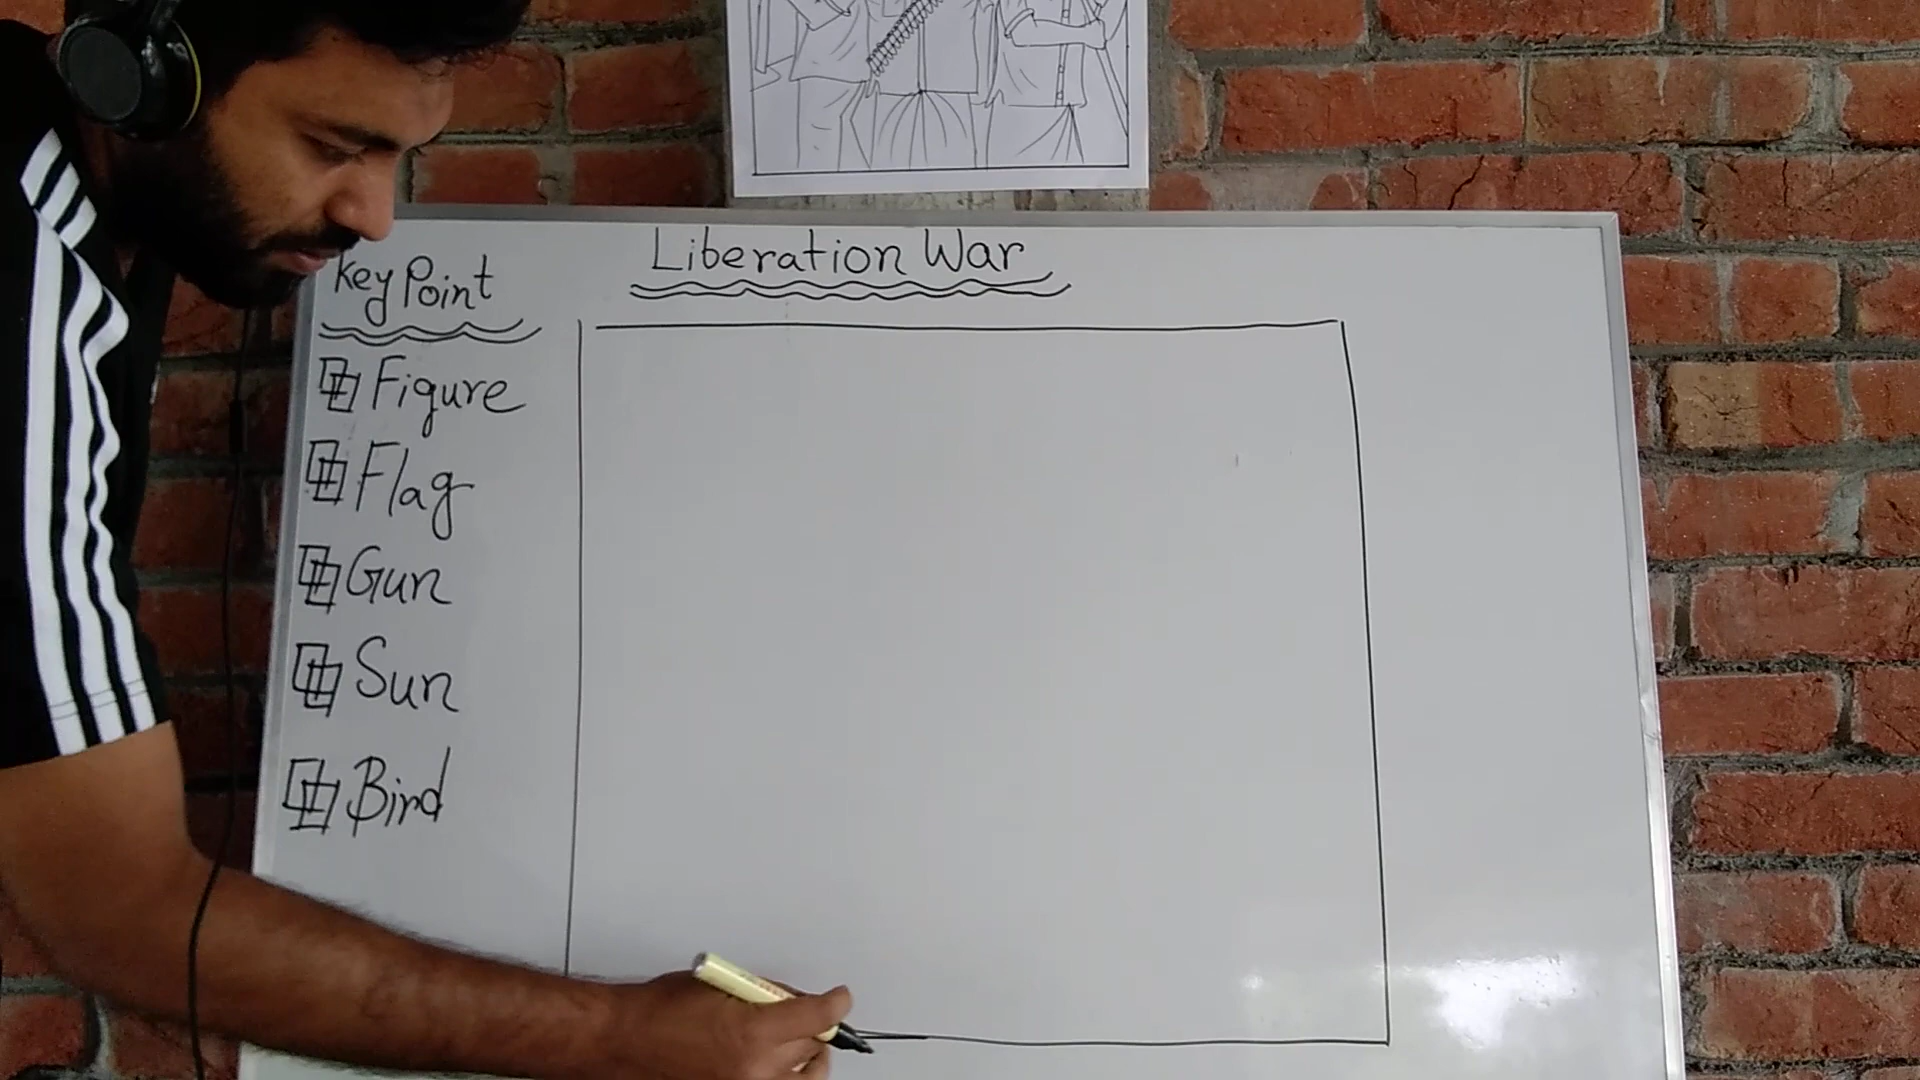 Liberation War
Key Point
Figure
Flag
Gun
Sun
Bird